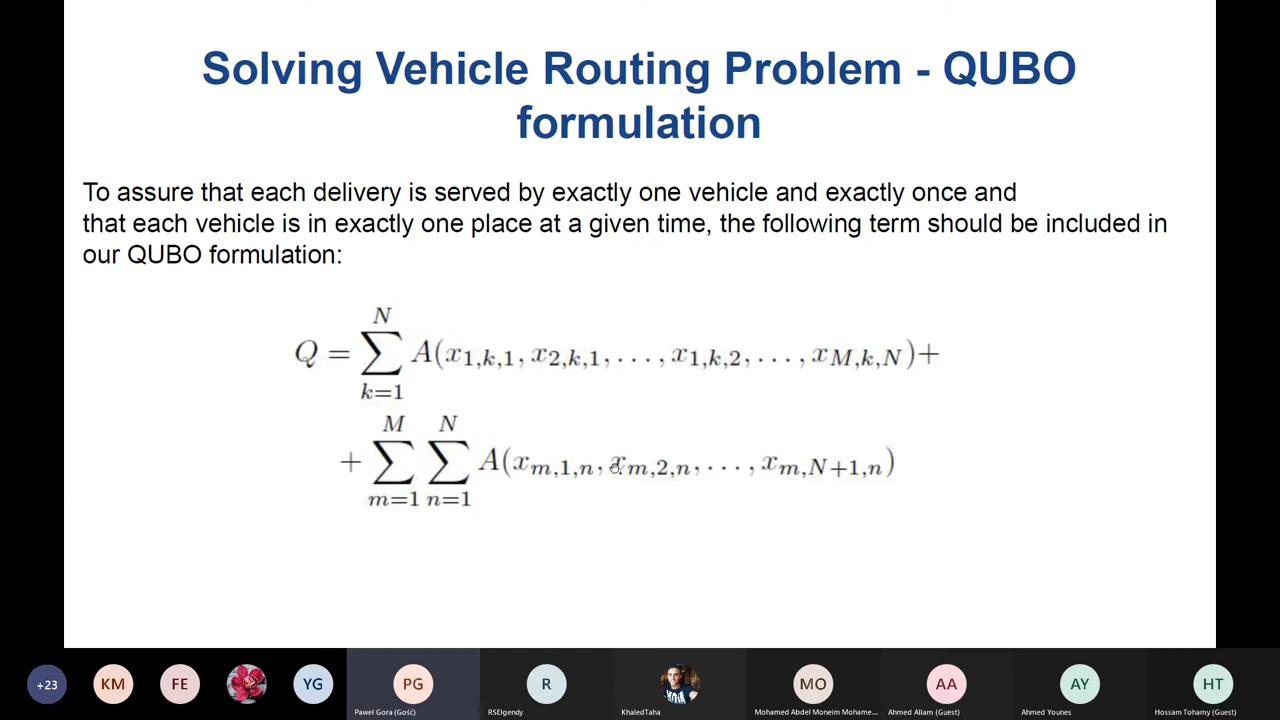 Solving Vehicle Routing Problem - QUBO
formulation
To assure that each delivery is served by exactly one vehicle and exactly once and
that each vehicle is in exactly one place at a given time, the following term should be included in
our QUBO formulation:
Q = ∑_{k=1}^{N} A(x_{1,k,1}, x_{2,k,1}, . . . , x_{1,k,2}, . . . , x_{M,k,N})+
+ ∑_{m=1}^{M} ∑_{n=1}^{N} A(x_{m,1,n}, x_{m,2,n}, . . . , x_{m,N+1,n})
+23 KM FE YG PG R MO AA AY HT
Paweł Gora (Gość) RSElgendy KhaledTaha Mohamed Abdel Moneim Mohame... Ahmed Allam (Guest) Ahmed Younes Hossam Tohamy (Guest)